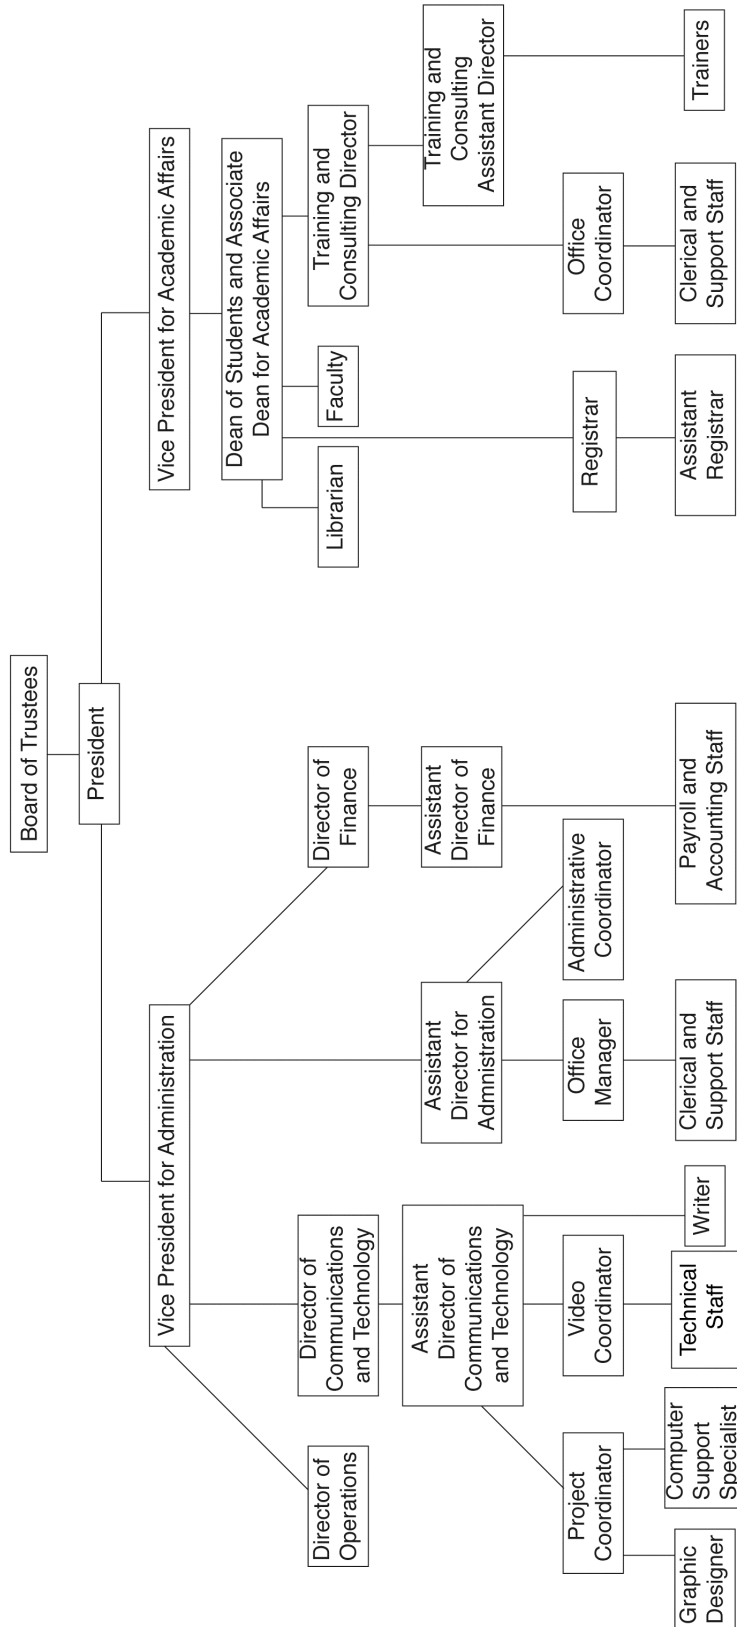 Board of Trustees
President
Vice President for Administration
Vice President for Academic Affairs
Dean of Students and Associate
Dean for Academic Affairs
Director of
Operations
Director of
Communications
and Technology
Director of
Finance
Librarian
Faculty
Training and
Consulting Director
Assistant
Director of
Communications
and Technology
Assistant
Director for
Admnistration
Assistant
Director of
Finance
Training and
Consulting
Assistant Director
Project
Coordinator
Video
Coordinator
Office
Manager
Administrative
Coordinator
Registrar
Office
Coordinator
Graphic
Designer
Computer
Support
Specialist
Technical
Staff
Writer
Clerical and
Support Staff
Payroll and
Accounting Staff
Assistant
Registrar
Clerical and
Support Staff
Trainers